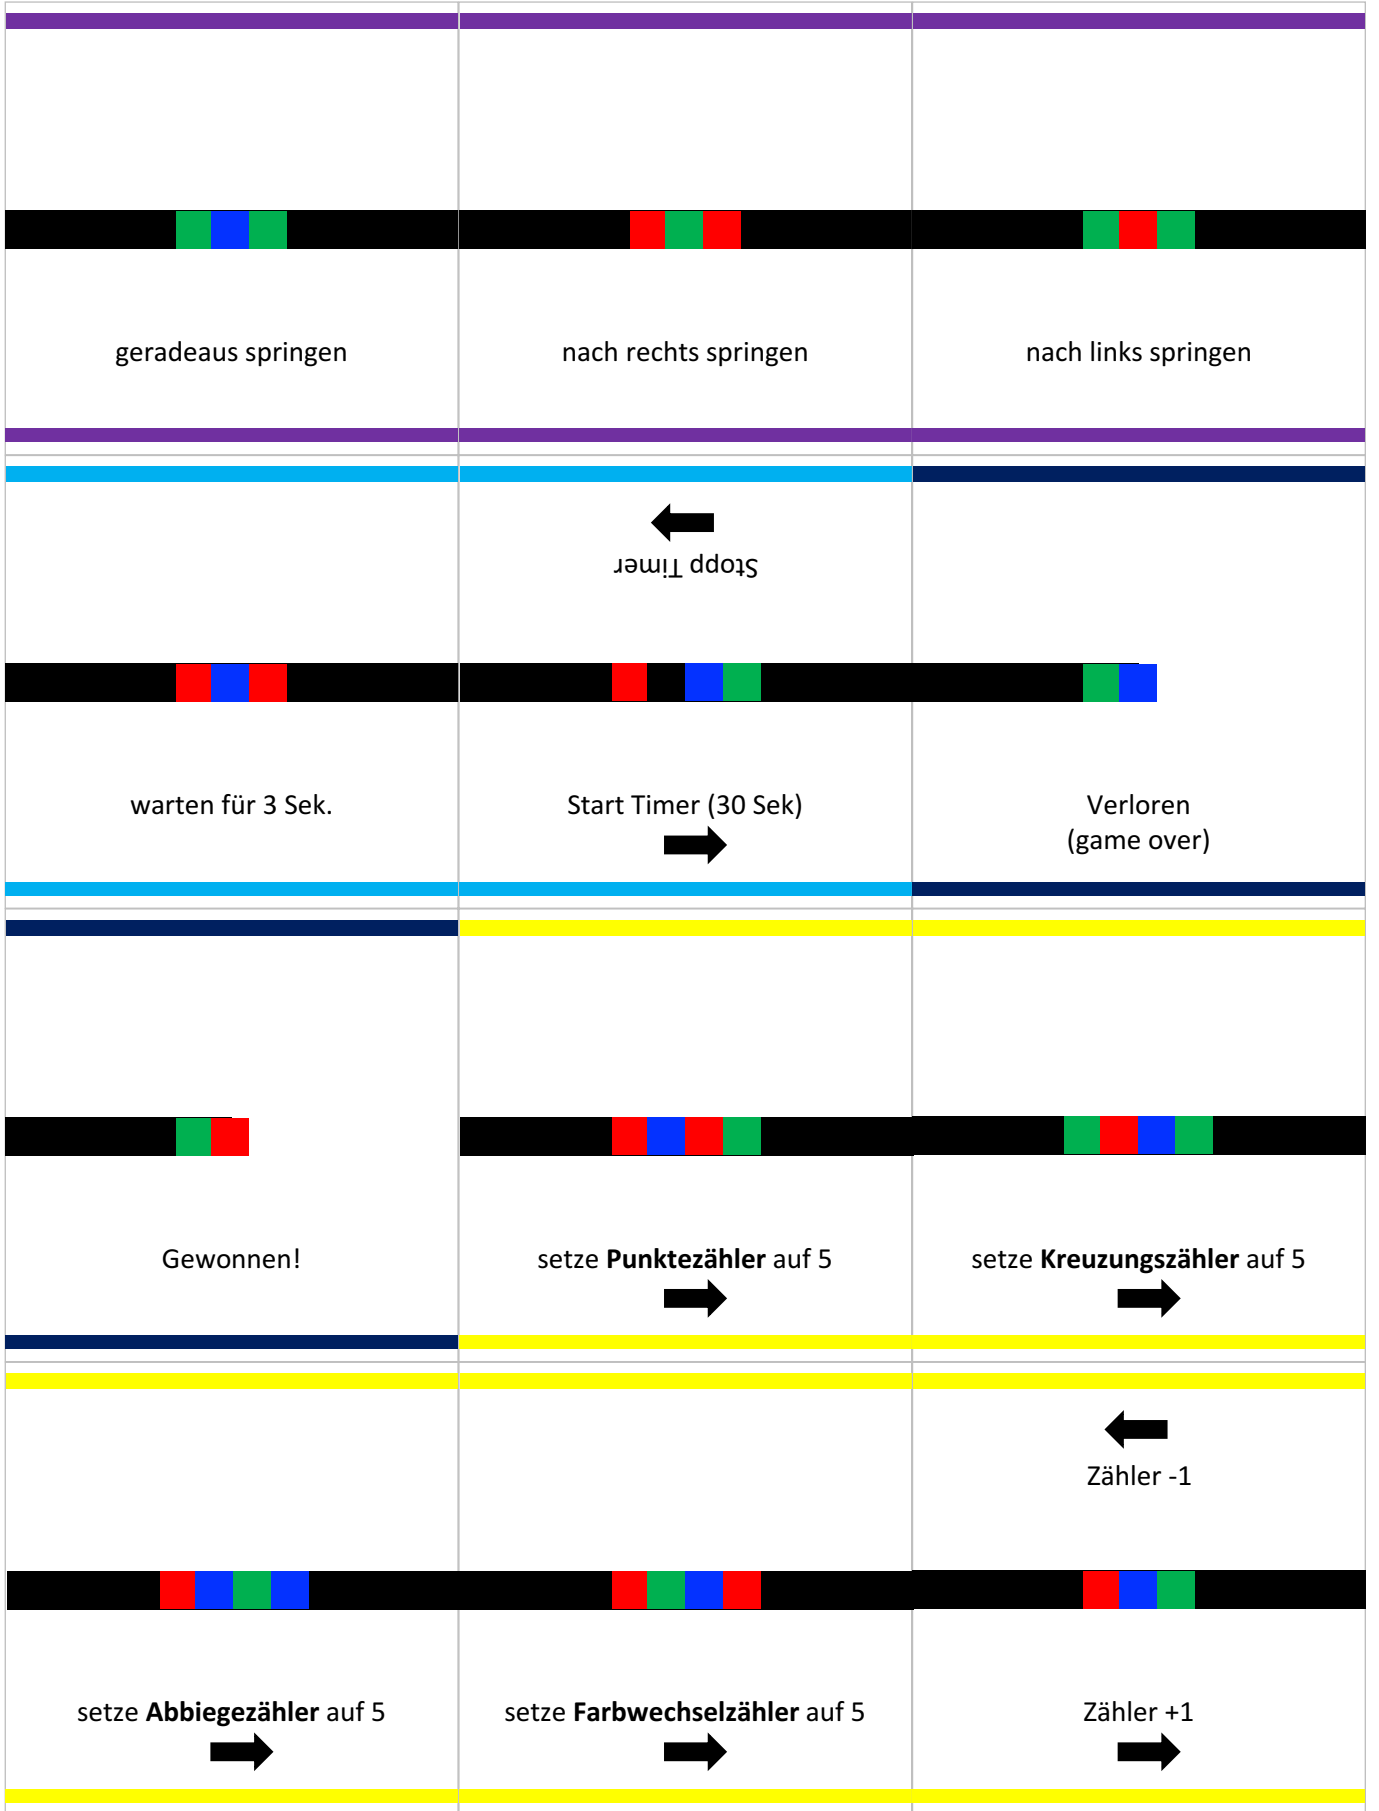 geradeaus springen
nach rechts springen
nach links springen
Stopp Timer
warten für 3 Sek.
Start Timer (30 Sek)
Verloren
(game over)
Gewonnen!
setze Punktezähler auf 5
setze Kreuzungszähler auf 5
Zähler -1
setze Abbiegezähler auf 5
setze Farbwechselzähler auf 5
Zähler +1